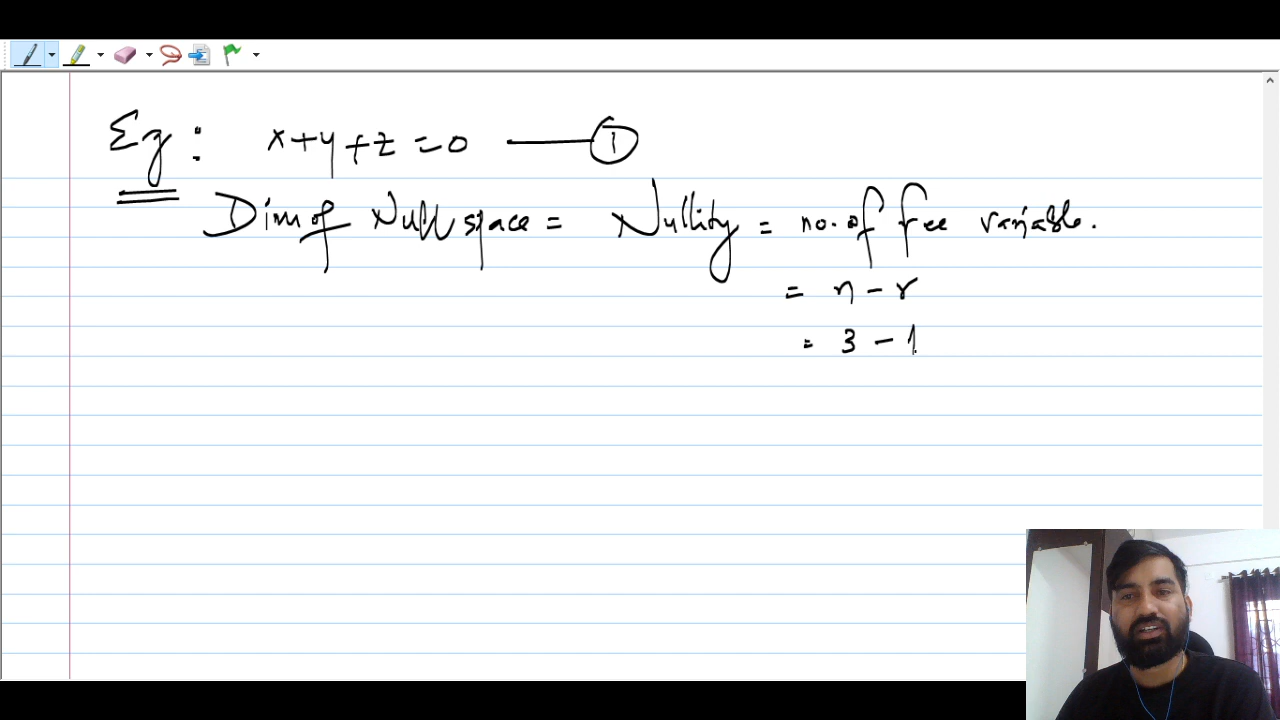 Eg: x+y+z=0 —— ①
Dim of Null space = Nullity = no. of free variable.
= n - r
= 3 - 1